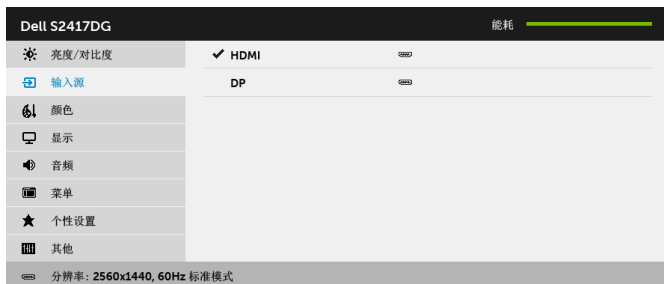 Dell S2417DG 能耗
亮度/对比度 ✔ HDMI
输入源 DP
颜色
显示
音频
菜单
个性设置
其他
分辨率: 2560x1440, 60Hz 标准模式